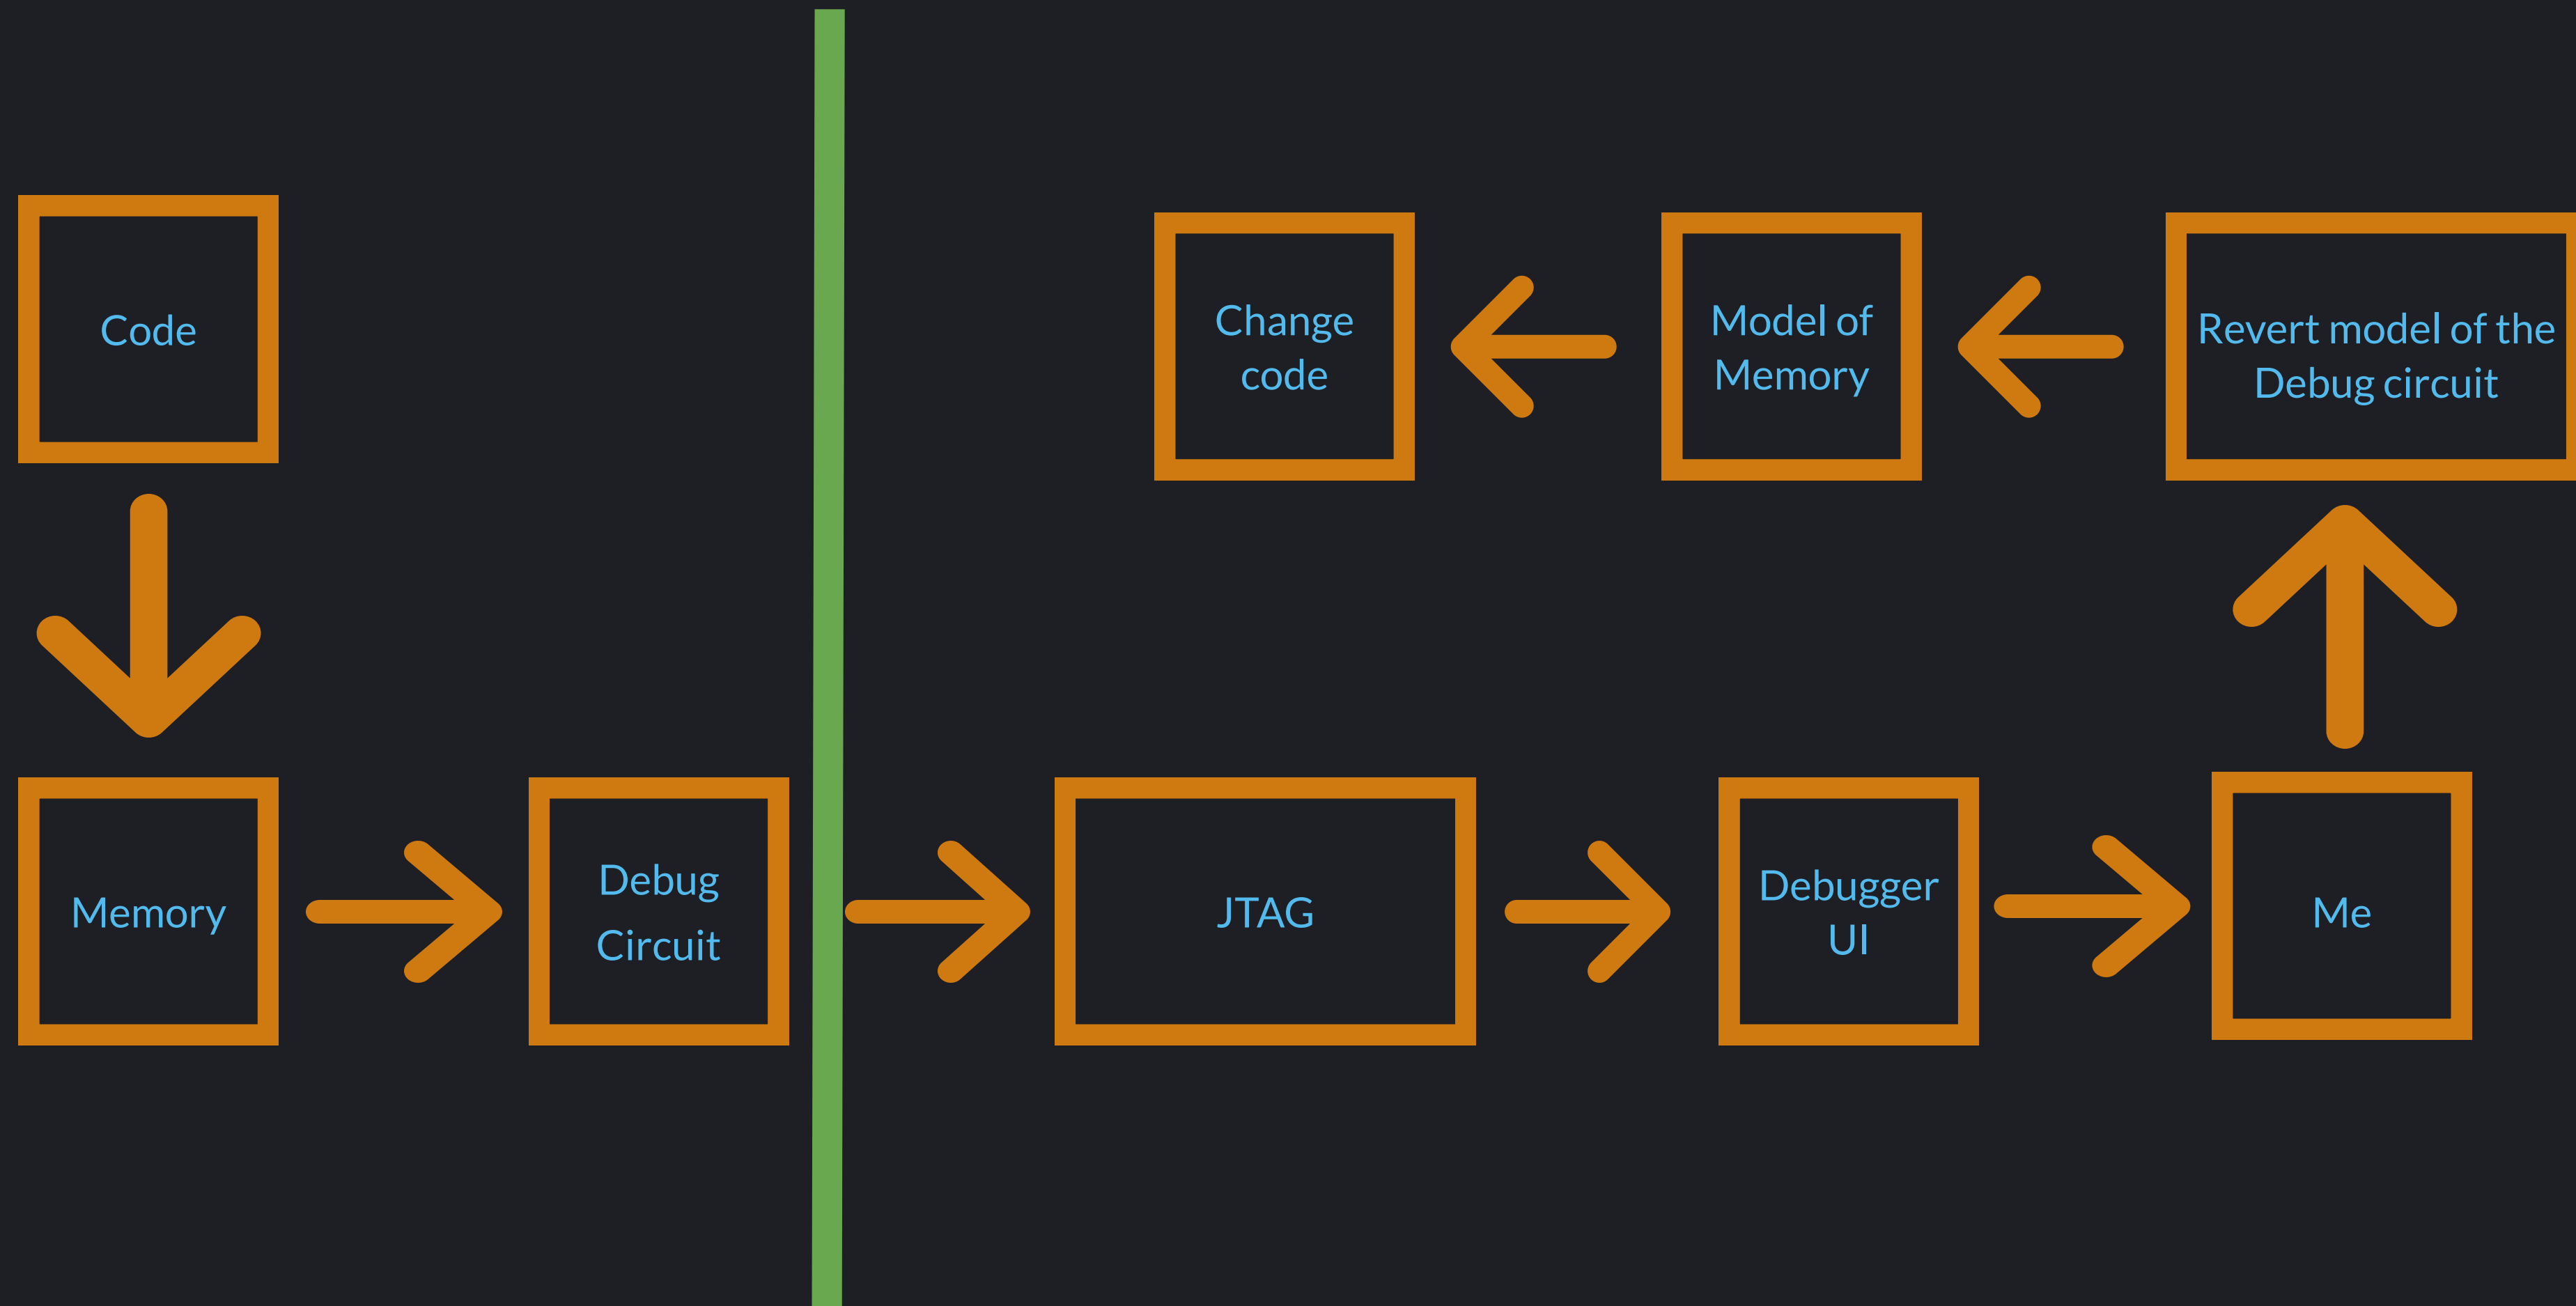 Code
Change
code
Model of
Memory
Revert model of the
Debug circuit
Memory
Debug
Circuit
JTAG
Debugger
UI
Me